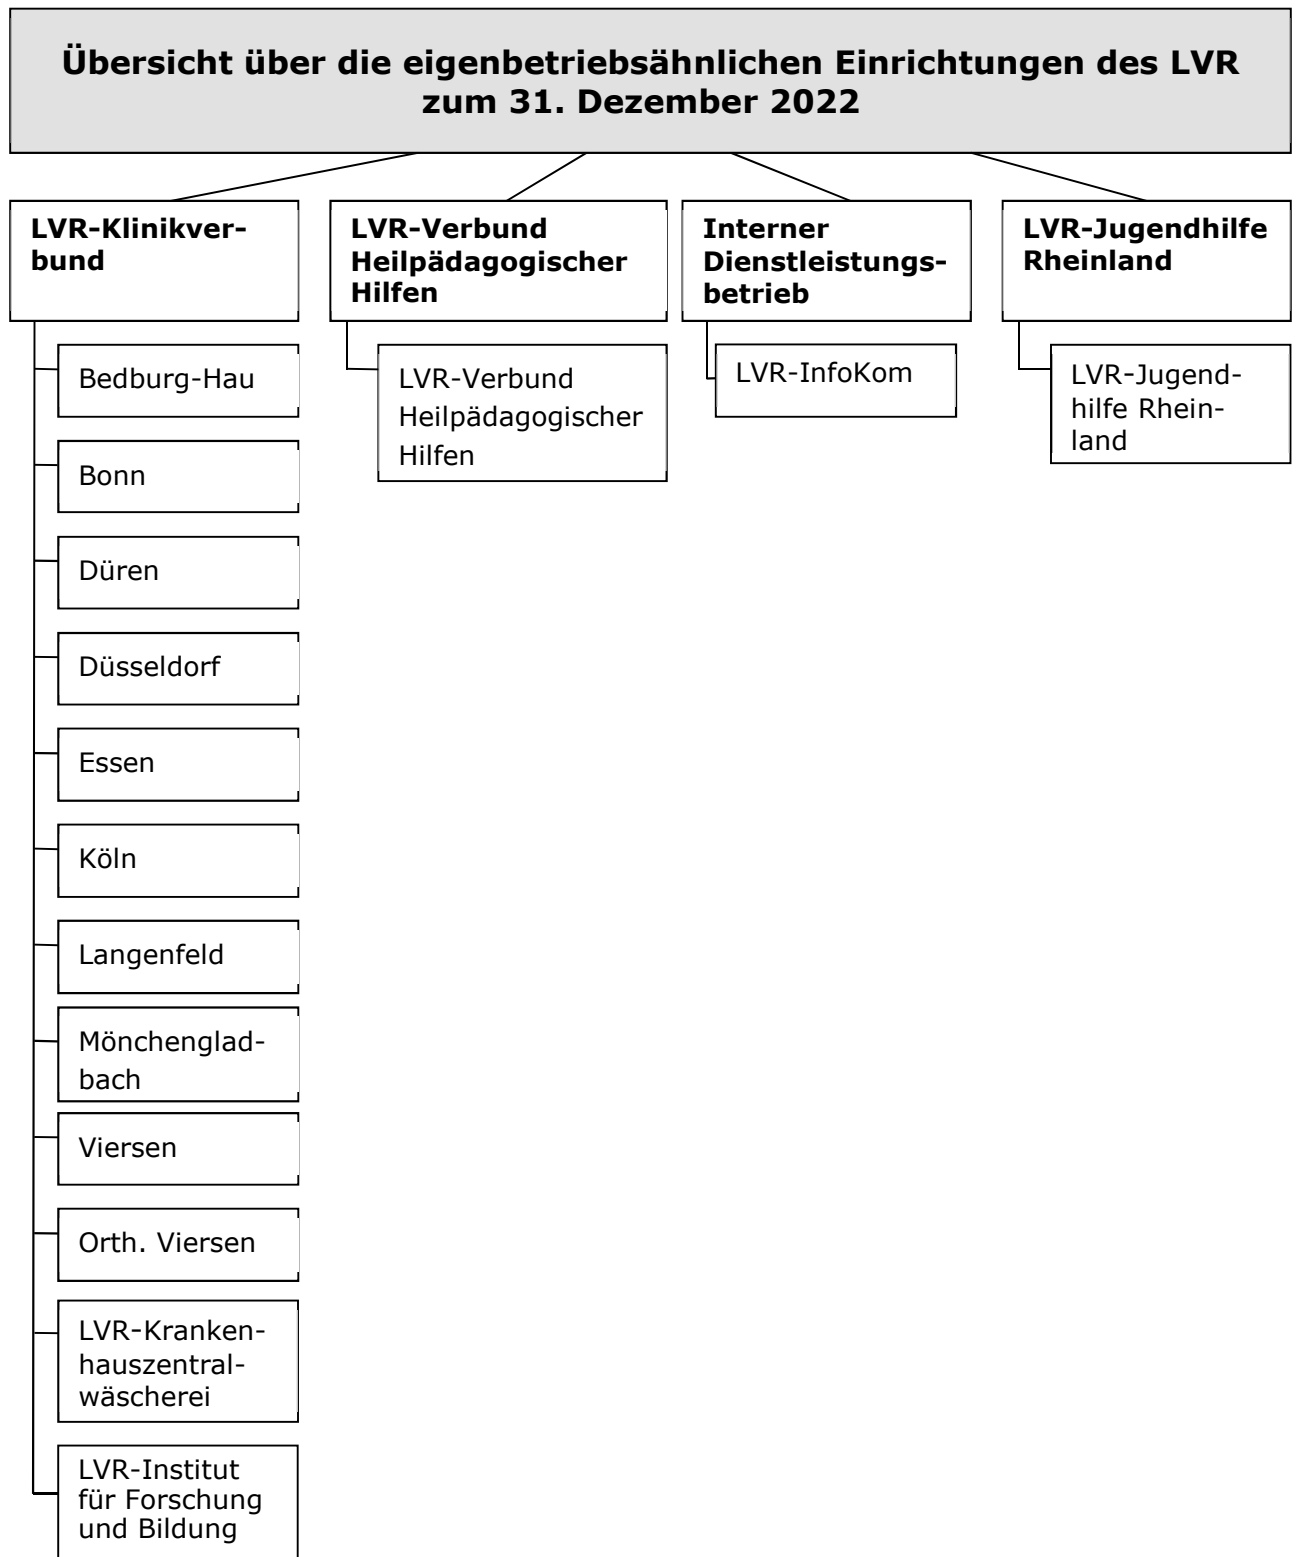 Übersicht über die eigenbetriebsähnlichen Einrichtungen des LVR
zum 31. Dezember 2022
LVR-Klinikver-
bund
Bedburg-Hau
Bonn
Düren
Düsseldorf
Essen
Köln
Langenfeld
Mönchenglad-
bach
Viersen
Orth. Viersen
LVR-Kranken-
hauszentral-
wäscherei
LVR-Institut
für Forschung
und Bildung
LVR-Verbund
Heilpädagogischer
Hilfen
LVR-Verbund
Heilpädagogischer
Hilfen
Interner
Dienstleistungs-
betrieb
LVR-InfoKom
LVR-Jugendhilfe
Rheinland
LVR-Jugend-
hilfe Rhein-
land